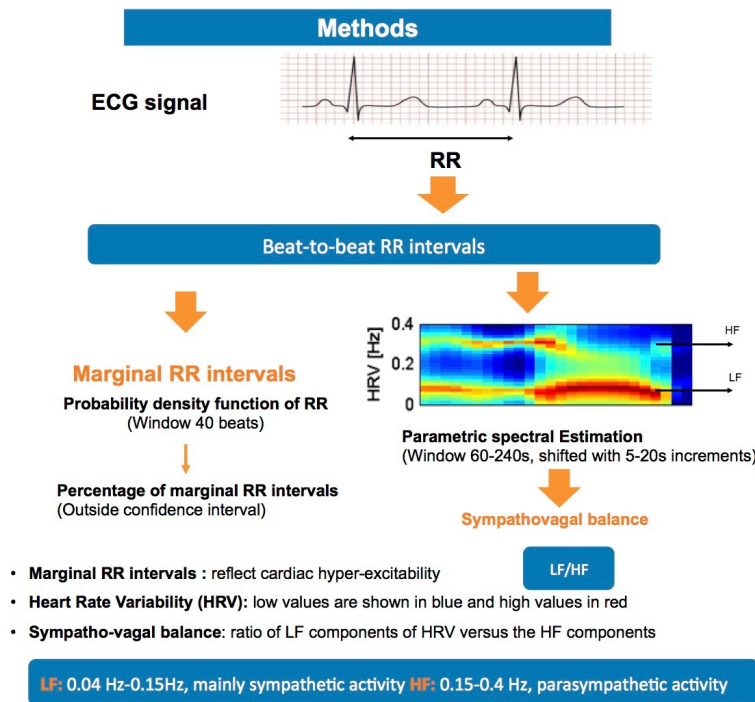 Methods
ECG signal
RR
Beat-to-beat RR intervals
Marginal RR intervals
Probability density function of RR
(Window 40 beats)
Percentage of marginal RR intervals
(Outside confidence interval)
HRV [Hz]
0.4
0.2
0
HF
LF
Parametric spectral Estimation
(Window 60-240s, shifted with 5-20s increments)
Sympathovagal balance
LF/HF
• Marginal RR intervals : reflect cardiac hyper-excitability
• Heart Rate Variability (HRV): low values are shown in blue and high values in red
• Sympatho-vagal balance: ratio of LF components of HRV versus the HF components
LF: 0.04 Hz-0.15Hz, mainly sympathetic activity HF: 0.15-0.4 Hz, parasympathetic activity